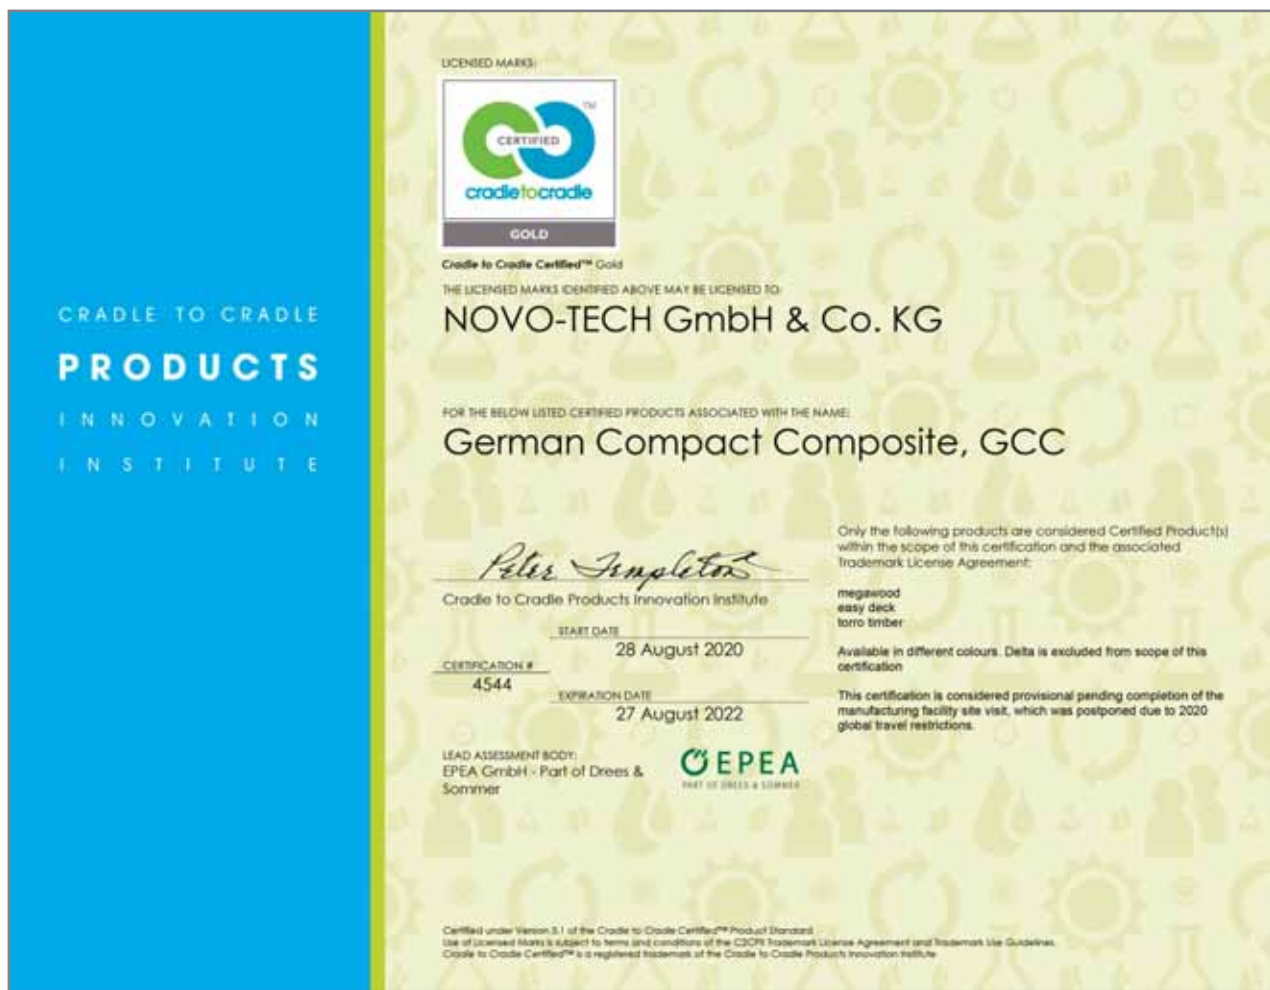 CRADLE TO CRADLE
PRODUCTS
INNOVATION
INSTITUTE
LICENSED MARKS:
CERTIFIED
TM
cradletocradle
GOLD
Cradle to Cradle Certified™ Gold
THE LICENSED MARKS IDENTIFIED ABOVE MAY BE LICENSED TO:
NOVO-TECH GmbH & Co. KG
FOR THE BELOW LISTED CERTIFIED PRODUCTS ASSOCIATED WITH THE NAME:
German Compact Composite, GCC
Peter Templeton
Cradle to Cradle Products Innovation Institute
START DATE
28 August 2020
CERTIFICATION #
4544
EXPIRATION DATE
27 August 2022
LEAD ASSESSMENT BODY:
EPEA GmbH - Part of Drees &
Sommer
EPEA
PART OF DREES & SOMMER
Only the following products are considered Certified Product(s)
within the scope of this certification and the associated
Trademark License Agreement:
megawood
easy deck
torro timber
Available in different colours. Delta is excluded from scope of this
certification
This certification is considered provisional pending completion of the
manufacturing facility site visit, which was postponed due to 2020
global travel restrictions.
Certified under Version 3.1 of the Cradle to Cradle Certified™ Product Standard
Use of Licensed Marks is subject to terms and conditions of the C2CPII Trademark License Agreement and Trademark Use Guidelines.
Cradle to Cradle Certified™ is a registered trademark of the Cradle to Cradle Products Innovation Institute